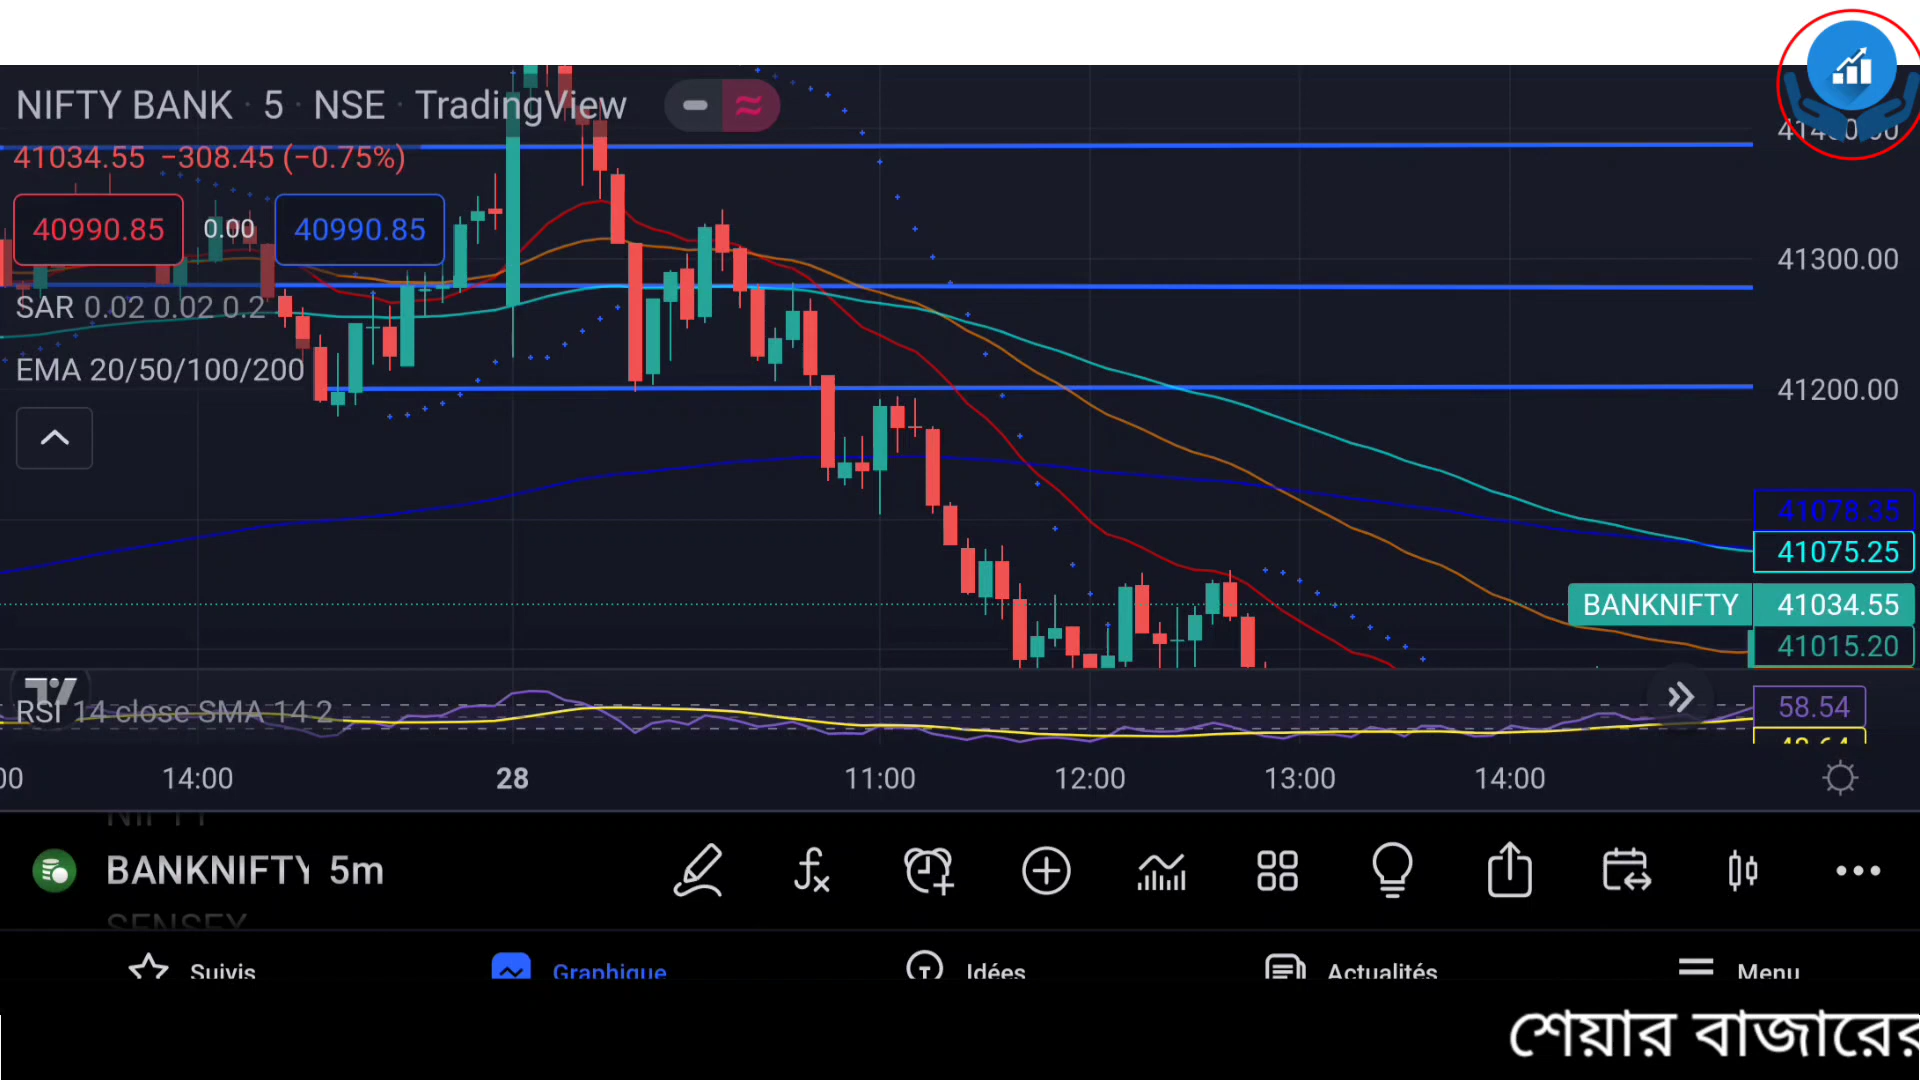 NIFTY BANK · 5 · NSE · TradingView
41034.55 −308.45 (−0.75%)
40990.85 0.00 40990.85
SAR 0.02 0.02 0.2
EMA 20/50/100/200
41300.00
41200.00
41078.35
41075.25
BANKNIFTY 41034.55
41015.20
RSI 14 close SMA 14 2
58.54
14:00 28 11:00 12:00 13:00 14:00
NIFTY
BANKNIFTY 5m
SENSEX
Suivis Graphique Idées Actualités Menu
শেয়ার বাজারের